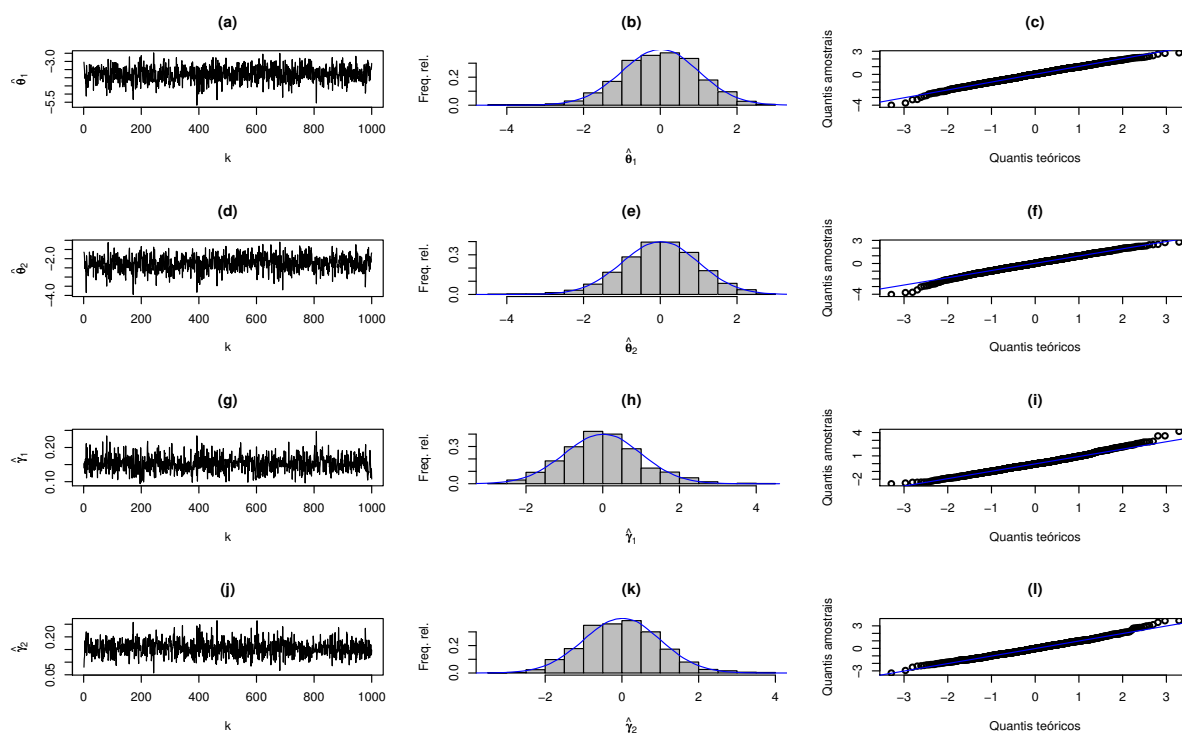 (a)
θ̂1
−5.5 −3.0
0 200 400 600 800 1000
k
(b)
Freq. rel.
0.0 0.2
−4 −2 0 2
θ̂1
(c)
Quantis amostrais
−4 0 3
−3 −2 −1 0 1 2 3
Quantis teóricos
(d)
θ̂2
−4.0 −2.0
0 200 400 600 800 1000
k
(e)
Freq. rel.
0.0 0.3
−4 −2 0 2
θ̂2
(f)
Quantis amostrais
−4 0 3
−3 −2 −1 0 1 2 3
Quantis teóricos
(g)
γ̂1
0.10 0.20
0 200 400 600 800 1000
k
(h)
Freq. rel.
0.0 0.3
−2 0 2 4
γ̂1
(i)
Quantis amostrais
−2 1 4
−3 −2 −1 0 1 2 3
Quantis teóricos
(j)
γ̂2
0.05 0.20
0 200 400 600 800 1000
k
(k)
Freq. rel.
0.0 0.2
−2 0 2 4
γ̂2
(l)
Quantis amostrais
−3 0 3
−3 −2 −1 0 1 2 3
Quantis teóricos